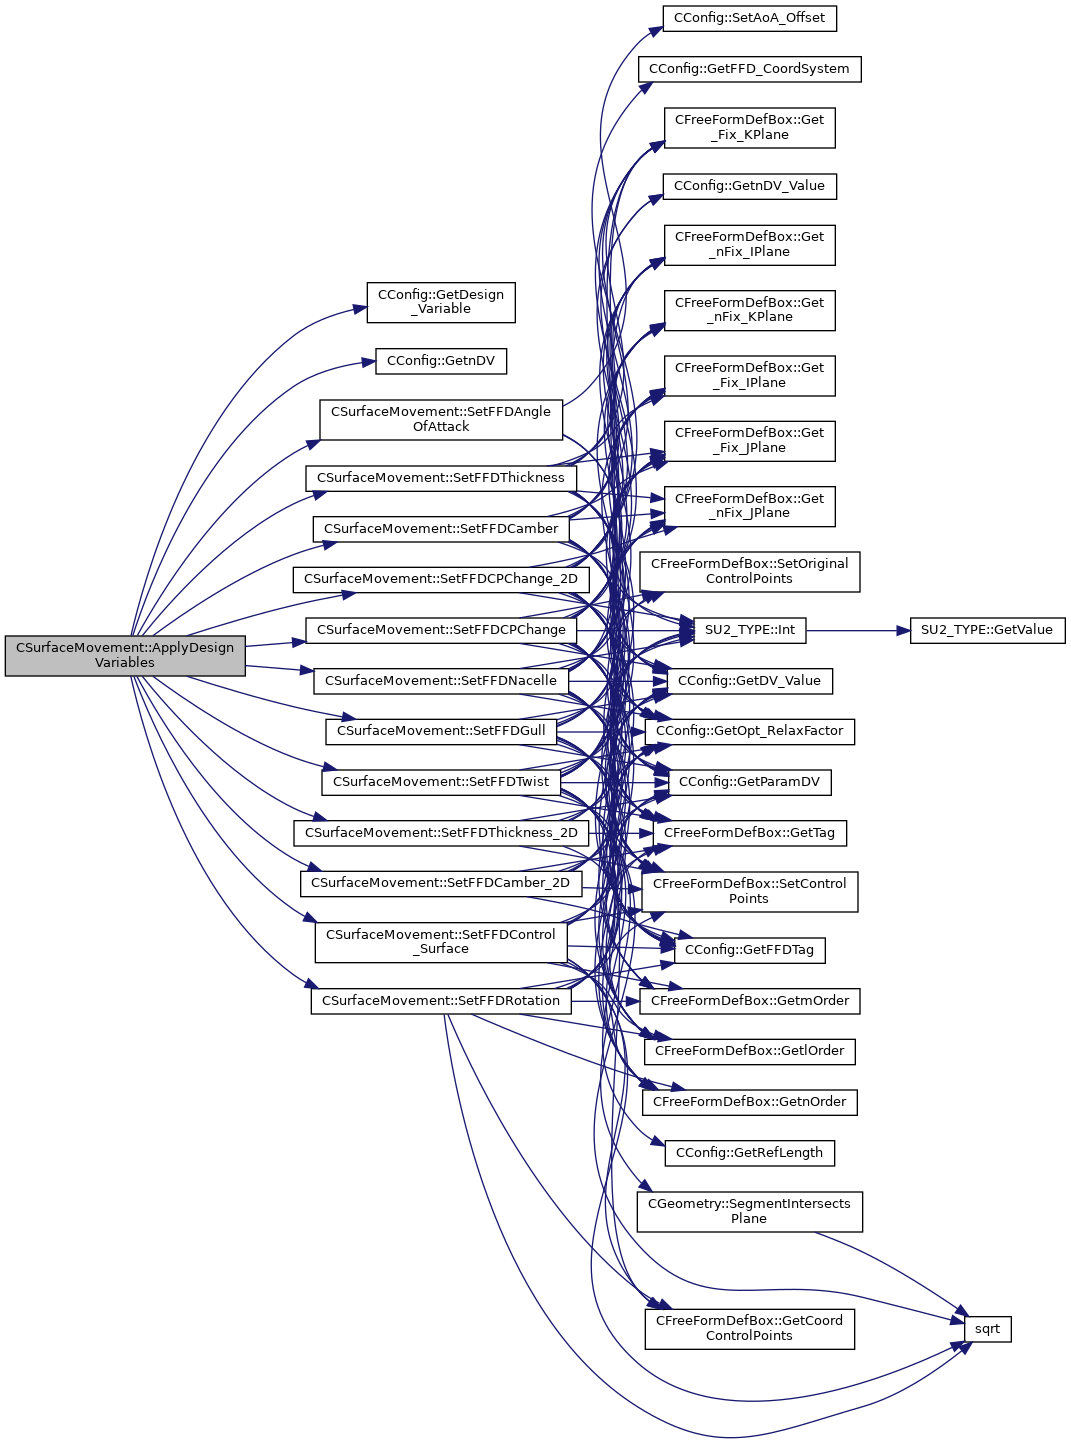 CSurfaceMovement::ApplyDesign
Variables
CConfig::GetDesign
_Variable
CConfig::GetnDV
CSurfaceMovement::SetFFDAngle
OfAttack
CSurfaceMovement::SetFFDThickness
CSurfaceMovement::SetFFDCamber
CSurfaceMovement::SetFFDCPChange_2D
CSurfaceMovement::SetFFDCPChange
CSurfaceMovement::SetFFDNacelle
CSurfaceMovement::SetFFDGull
CSurfaceMovement::SetFFDTwist
CSurfaceMovement::SetFFDThickness_2D
CSurfaceMovement::SetFFDCamber_2D
CSurfaceMovement::SetFFDControl
_Surface
CSurfaceMovement::SetFFDRotation
CConfig::SetAoA_Offset
CConfig::GetFFD_CoordSystem
CFreeFormDefBox::Get
_Fix_KPlane
CConfig::GetnDV_Value
CFreeFormDefBox::Get
_nFix_IPlane
CFreeFormDefBox::Get
_nFix_KPlane
CFreeFormDefBox::Get
_Fix_IPlane
CFreeFormDefBox::Get
_Fix_JPlane
CFreeFormDefBox::Get
_nFix_JPlane
CFreeFormDefBox::SetOriginal
ControlPoints
SU2_TYPE::Int
CConfig::GetDV_Value
CConfig::GetOpt_RelaxFactor
CConfig::GetParamDV
CFreeFormDefBox::GetTag
CFreeFormDefBox::SetControl
Points
CConfig::GetFFDTag
CFreeFormDefBox::GetmOrder
CFreeFormDefBox::GetlOrder
CFreeFormDefBox::GetnOrder
CConfig::GetRefLength
CGeometry::SegmentIntersects
Plane
CFreeFormDefBox::GetCoord
ControlPoints
SU2_TYPE::GetValue
sqrt